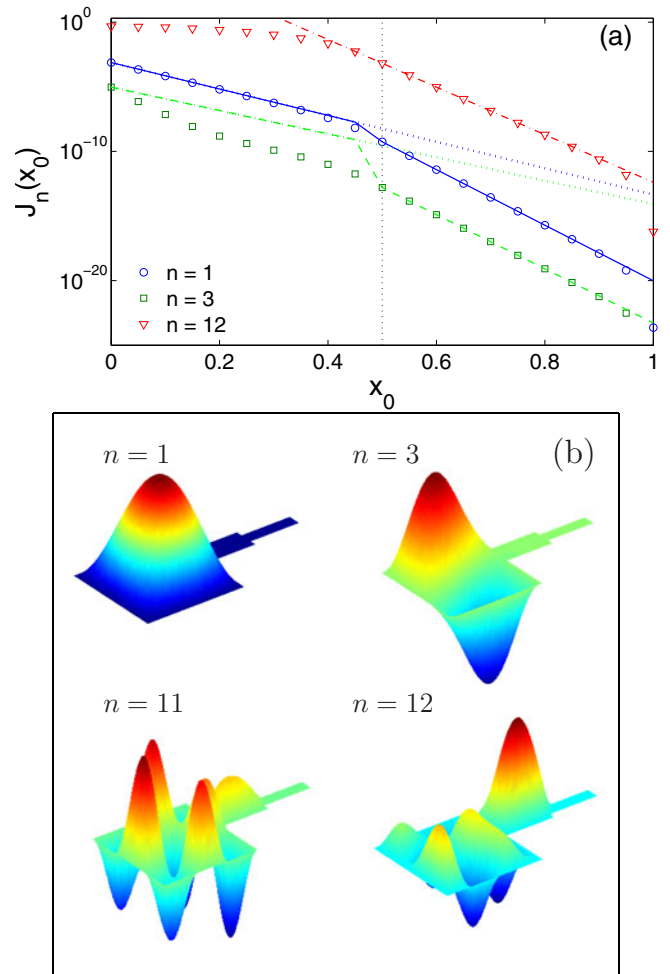 (a)
10^0
10^-10
10^-20
J_n(x_0)
n = 1
n = 3
n = 12
0 0.2 0.4 0.6 0.8 1
x_0
n = 1 n = 3 (b)
n = 11 n = 12